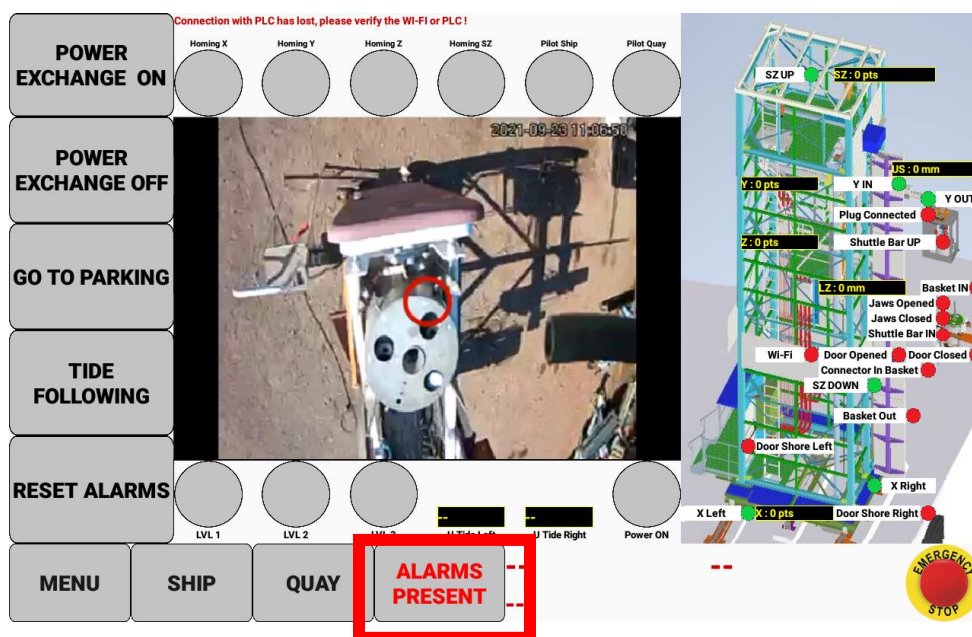 Connection with PLC has lost, please verify the WI-FI or PLC !
POWER
EXCHANGE ON
Homing X
Homing Y
Homing Z
Homing SZ
Pilot Ship
Pilot Quay
POWER
EXCHANGE OFF
GO TO PARKING
TIDE
FOLLOWING
RESET ALARMS
2021-09-23 11:06:50
SZ UP
SZ : 0 pts
US : 0 mm
Y : 0 pts
Y IN
Y OUT
Plug Connected
Z : 0 pts
Shuttle Bar UP
LZ : 0 mm
Basket IN
Jaws Opened
Jaws Closed
Shuttle Bar IN
Wi-Fi
Door Opened
Door Closed
Connector In Basket
SZ DOWN
Basket Out
Door Shore Left
X Right
X Left
X : 0 pts
Door Shore Right
--
--
LVL 1
LVL 2
LVL 3
U Tide Left
U Tide Right
Power ON
MENU
SHIP
QUAY
ALARMS
PRESENT
--
--
--
EMERGENCY
STOP